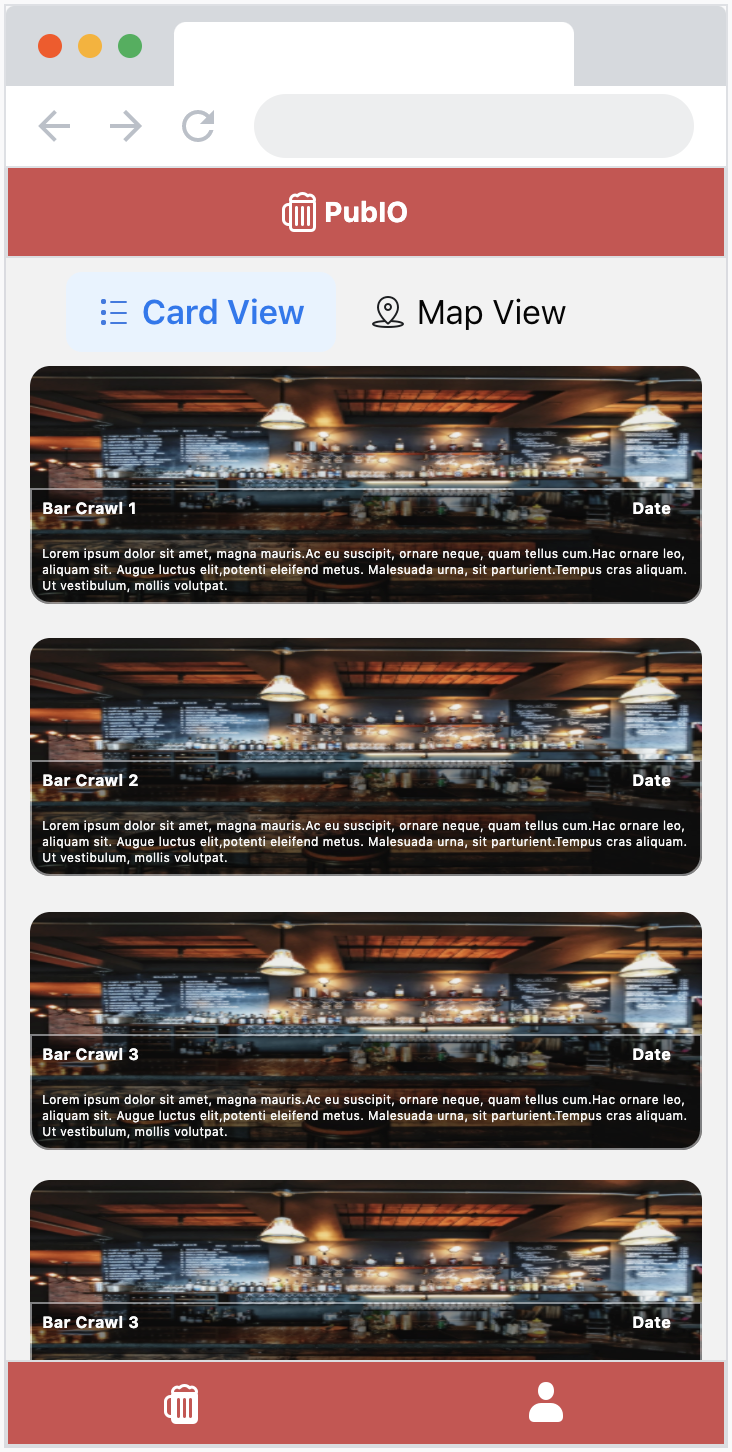 PubIO
Card View
Map View
Bar Crawl 1
Date
Lorem ipsum dolor sit amet, magna mauris.Ac eu suscipit, ornare neque, quam tellus cum.Hac ornare leo,
aliquam sit. Augue luctus elit,potenti eleifend metus. Malesuada urna, sit parturient.Tempus cras aliquam.
Ut vestibulum, mollis volutpat.
Bar Crawl 2
Date
Lorem ipsum dolor sit amet, magna mauris.Ac eu suscipit, ornare neque, quam tellus cum.Hac ornare leo,
aliquam sit. Augue luctus elit,potenti eleifend metus. Malesuada urna, sit parturient.Tempus cras aliquam.
Ut vestibulum, mollis volutpat.
Bar Crawl 3
Date
Lorem ipsum dolor sit amet, magna mauris.Ac eu suscipit, ornare neque, quam tellus cum.Hac ornare leo,
aliquam sit. Augue luctus elit,potenti eleifend metus. Malesuada urna, sit parturient.Tempus cras aliquam.
Ut vestibulum, mollis volutpat.
Bar Crawl 3
Date